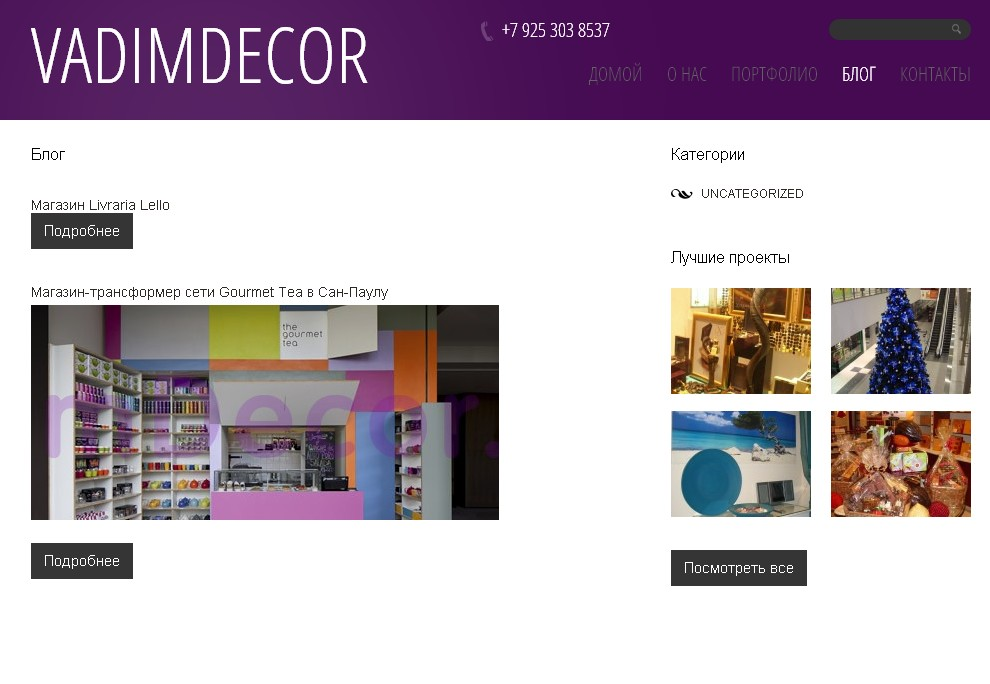 VADIMDECOR
+7 925 303 8537
ДОМОЙ О НАС ПОРТФОЛИО БЛОГ КОНТАКТЫ
Блог
Магазин Livraria Lello
Подробнее
Магазин-трансформер сети Gourmet Tea в Сан-Паулу
the
gourmet
tea
Decor.
Подробнее
Категории
UNCATEGORIZED
Лучшие проекты
Посмотреть все